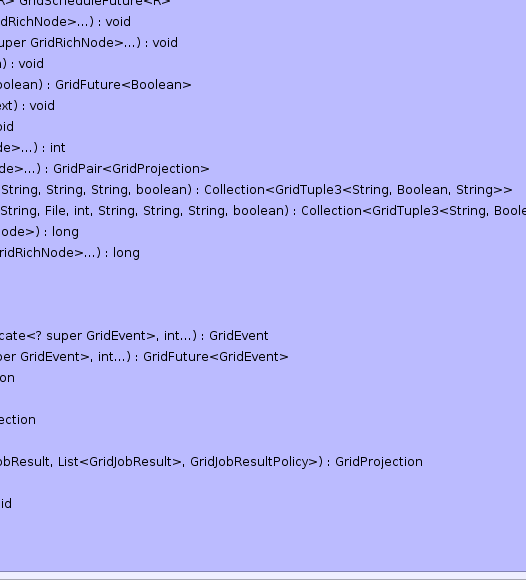 R> GridScheduleFuture<R>
dRichNode>...) : void
uper GridRichNode>...) : void
) : void
oolean) : GridFuture<Boolean>
ext) : void
oid
de>...) : int
de>...) : GridPair<GridProjection>
String, String, String, boolean) : Collection<GridTuple3<String, Boolean, String>>
String, File, int, String, String, String, boolean) : Collection<GridTuple3<String, Boole
ode>) : long
ridRichNode>...) : long
cate<? super GridEvent>, int...) : GridEvent
per GridEvent>, int...) : GridFuture<GridEvent>
on
ection
obResult, List<GridJobResult>, GridJobResultPolicy>) : GridProjection
id